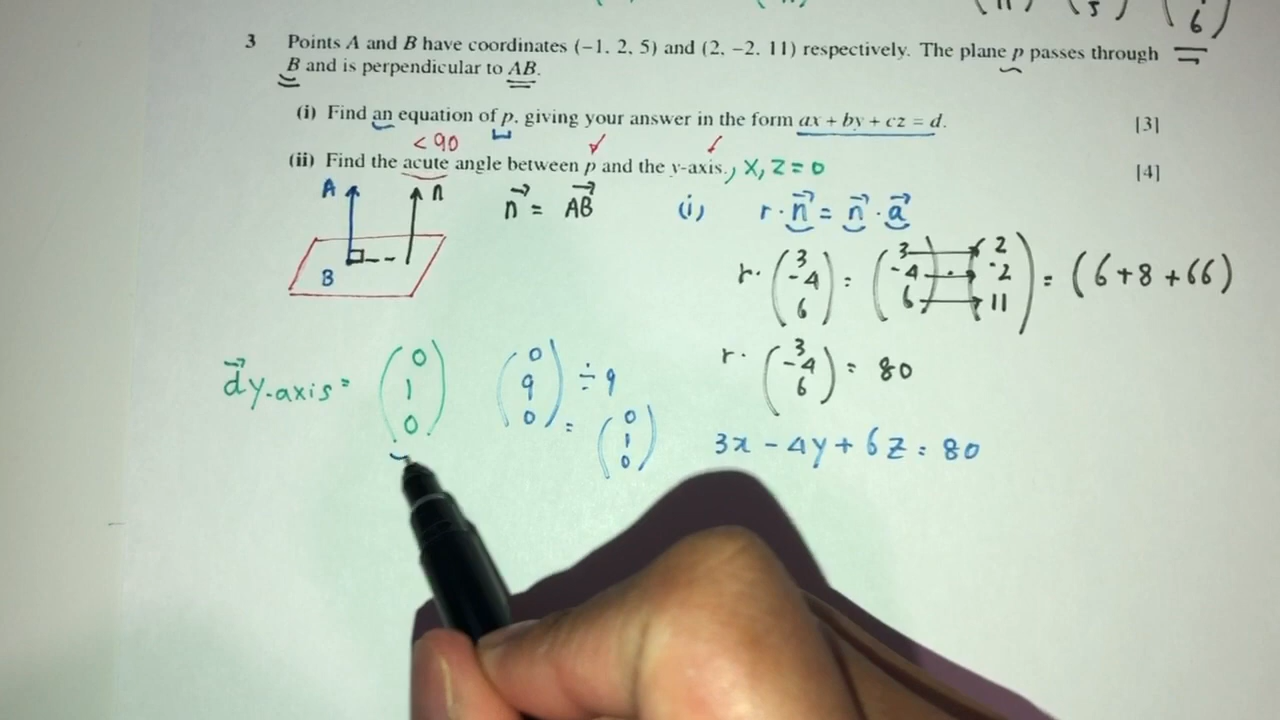 11 5 6
3 Points A and B have coordinates (−1, 2, 5) and (2, −2, 11) respectively. The plane p passes through
B and is perpendicular to AB.
(i) Find an equation of p, giving your answer in the form ax + by + cz = d. [3]
< 90
(ii) Find the acute angle between p and the y-axis., X, Z = 0 [4]
A n
B
n⃗ = AB⃗
(i) r · n⃗ = n⃗ · a⃗
r · (3 -4 6) = (3 -4 6) · (2 -2 11) = (6+8+66)
r · (3 -4 6) = 80
3x - 4y + 6z = 80
d⃗ y-axis = (0 1 0) (0 9 0) ÷ 9
= (0 1 0)